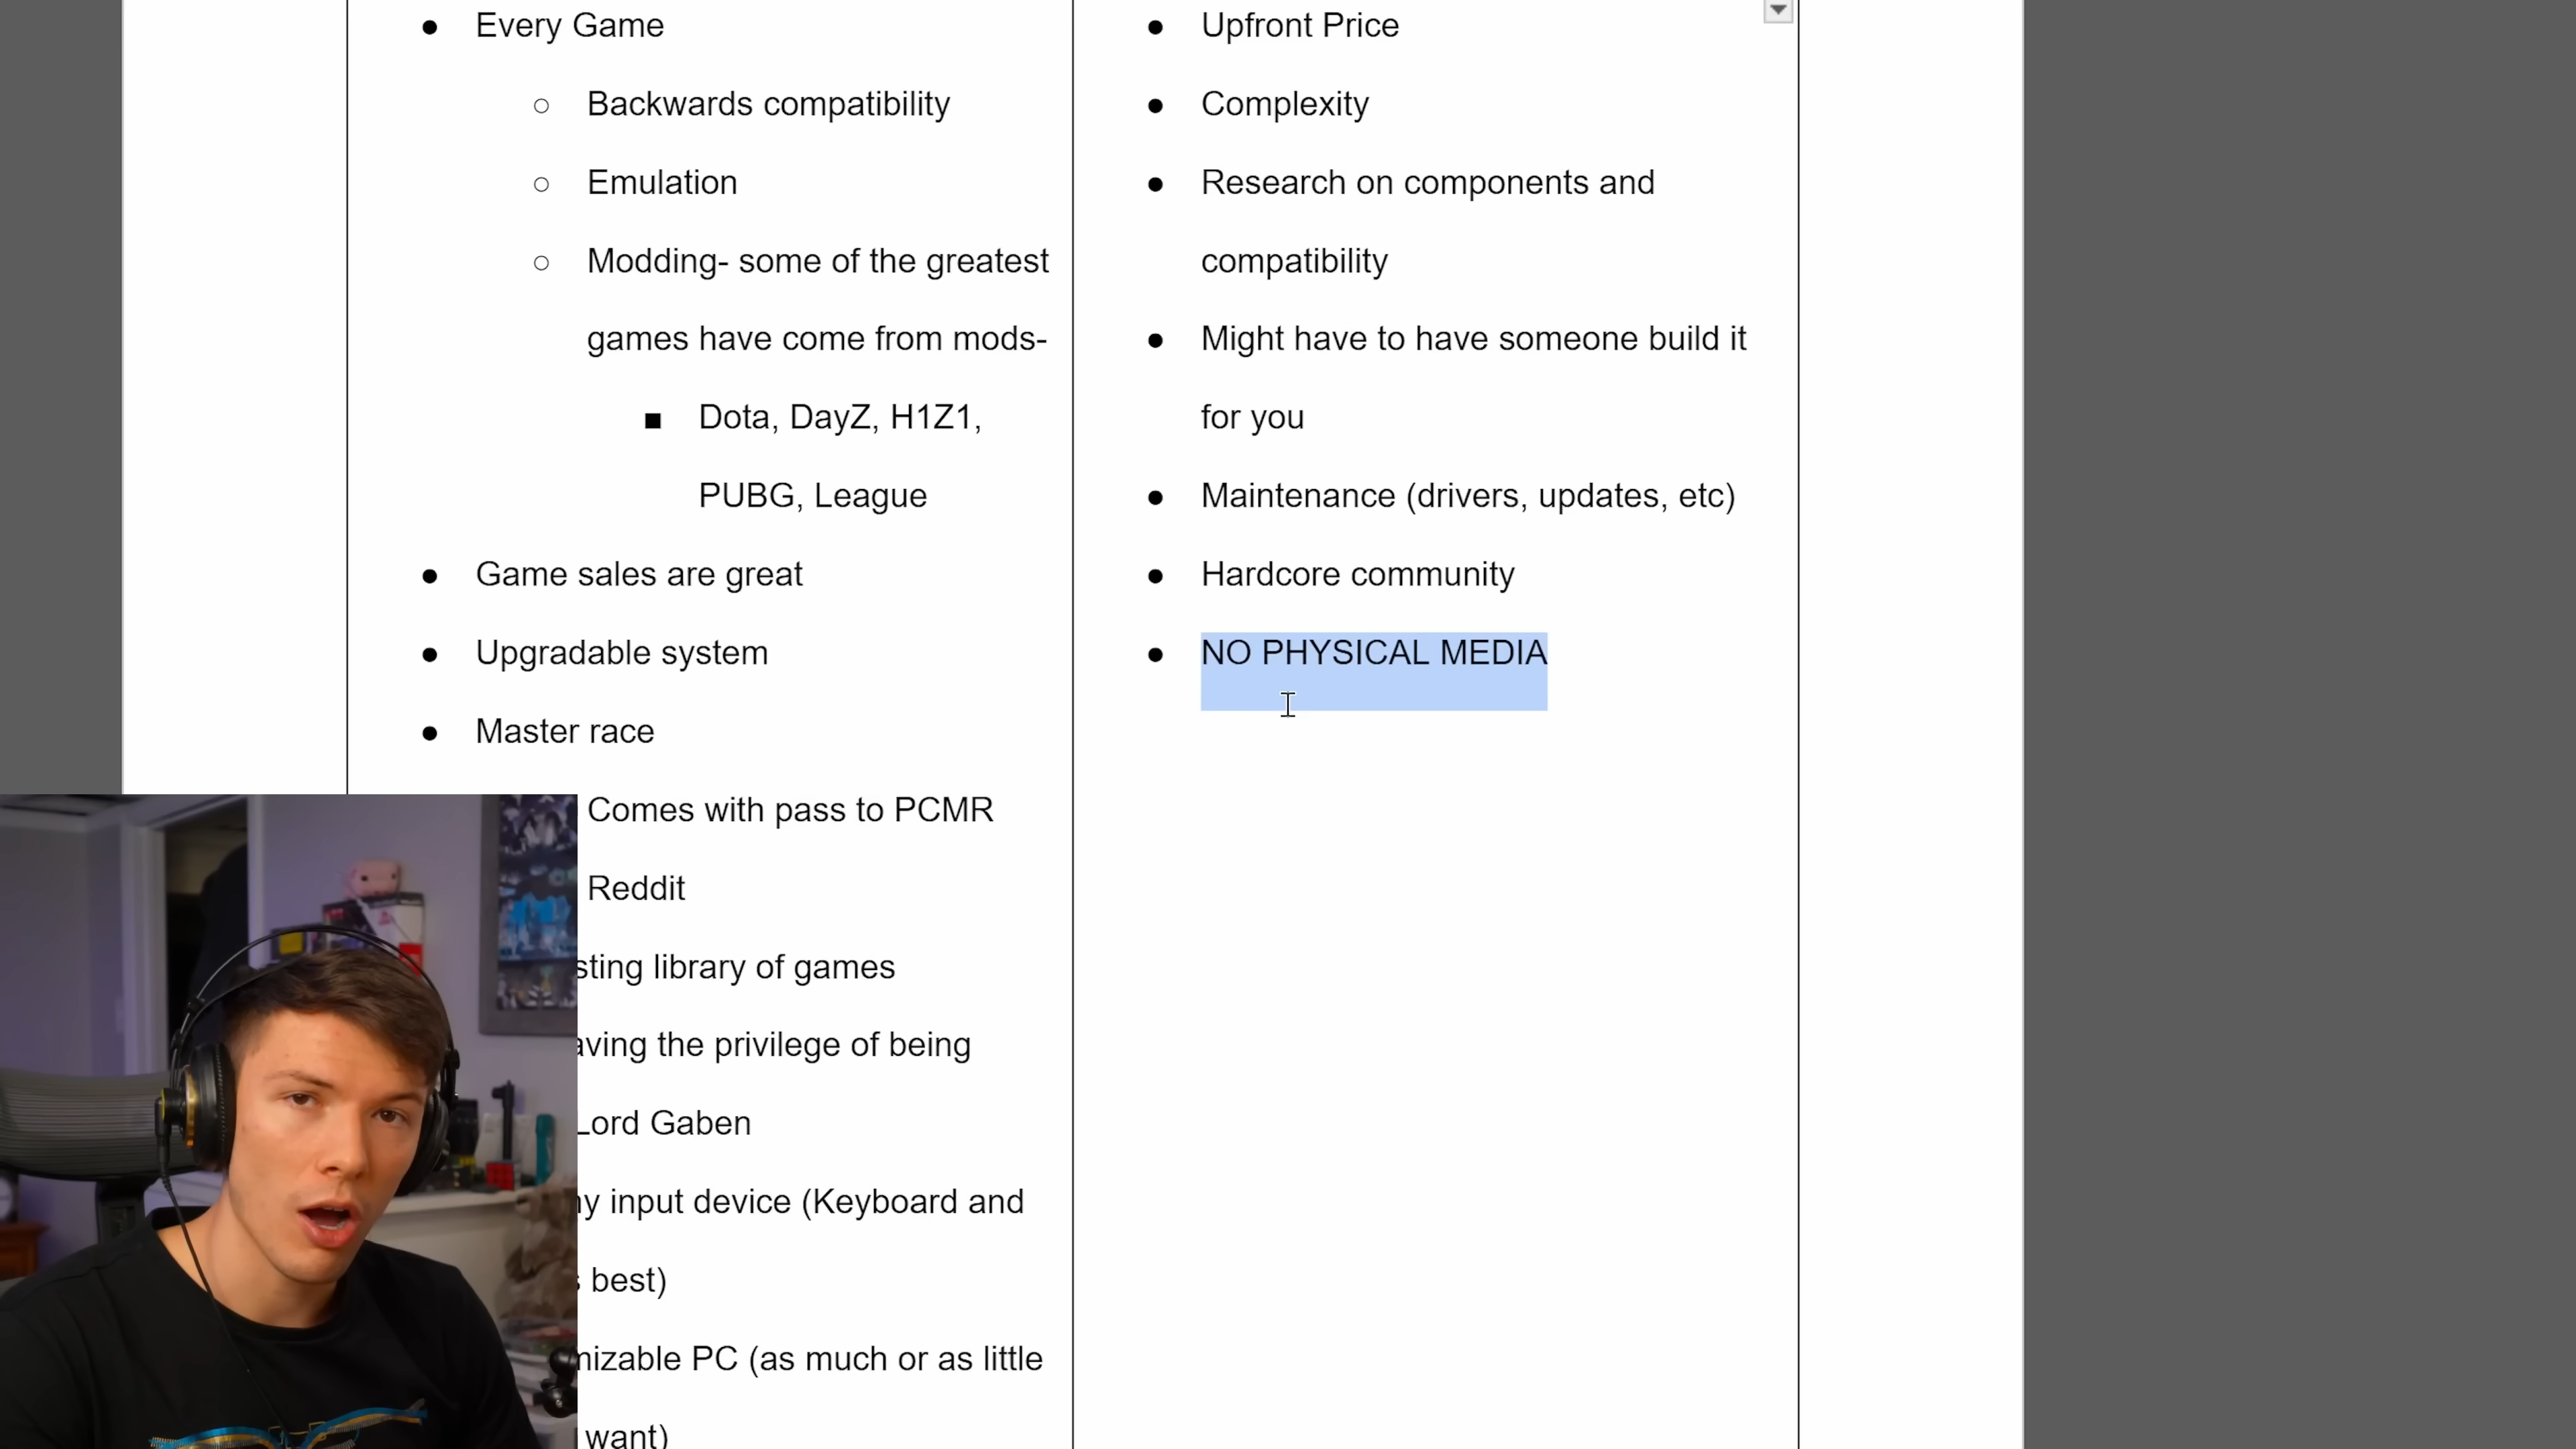 Every Game
Backwards compatibility
Emulation
Modding- some of the greatest
games have come from mods-
Dota, DayZ, H1Z1,
PUBG, League
Game sales are great
Upgradable system
Master race
Comes with pass to PCMR
Reddit
library of games
the privilege of being
Lord Gaben
input device (Keyboard and
best)
PC (as much or as little
want)
Upfront Price
Complexity
Research on components and
compatibility
Might have to have someone build it
for you
Maintenance (drivers, updates, etc)
Hardcore community
NO PHYSICAL MEDIA